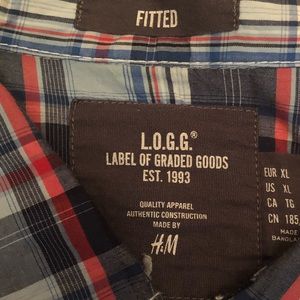 FITTED
L.O.G.G.®
LABEL OF GRADED GOODS
EST. 1993
QUALITY APPAREL
AUTHENTIC CONSTRUCTION
MADE BY
H&M
EUR XL
US XL
CA TG
CN 185
MADE